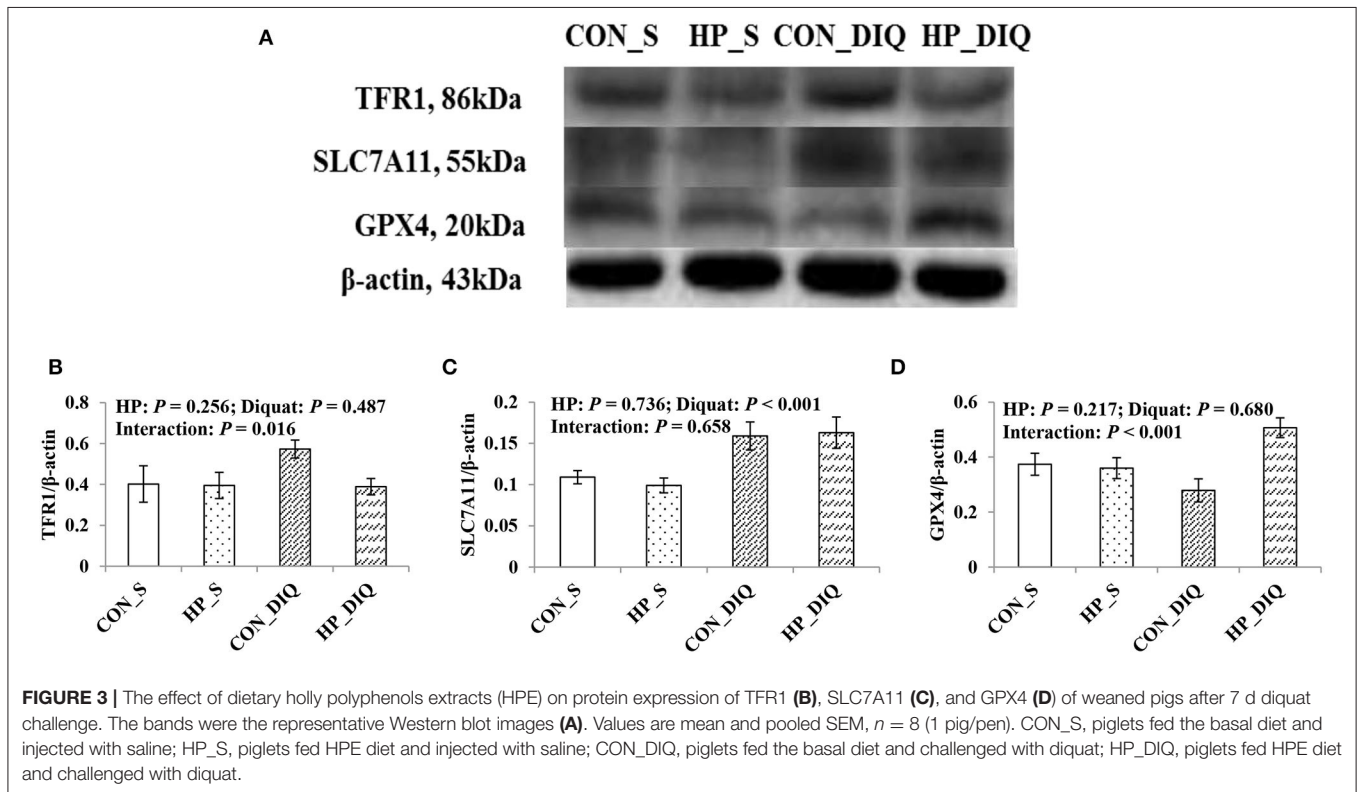 A
CON_S HP_S CON_DIQ HP_DIQ
TFR1, 86kDa
SLC7A11, 55kDa
GPX4, 20kDa
β-actin, 43kDa
B
HP: P = 0.256; Diquat: P = 0.487
Interaction: P = 0.016
TFR1/β-actin
0.8
0.6
0.4
0.2
0
CON_S
HP_S
CON_DIQ
HP_DIQ
C
HP: P = 0.736; Diquat: P < 0.001
Interaction: P = 0.658
SLC7A11/β-actin
0.2
0.15
0.1
0.05
0
CON_S
HP_S
CON_DIQ
HP_DIQ
D
HP: P = 0.217; Diquat: P = 0.680
Interaction: P < 0.001
GPX4/β-actin
0.6
0.4
0.2
0
CON_S
HP_S
CON_DIQ
HP_DIQ
FIGURE 3 | The effect of dietary holly polyphenols extracts (HPE) on protein expression of TFR1 (B), SLC7A11 (C), and GPX4 (D) of weaned pigs after 7 d diquat
challenge. The bands were the representative Western blot images (A). Values are mean and pooled SEM, n = 8 (1 pig/pen). CON_S, piglets fed the basal diet and
injected with saline; HP_S, piglets fed HPE diet and injected with saline; CON_DIQ, piglets fed the basal diet and challenged with diquat; HP_DIQ, piglets fed HPE diet
and challenged with diquat.